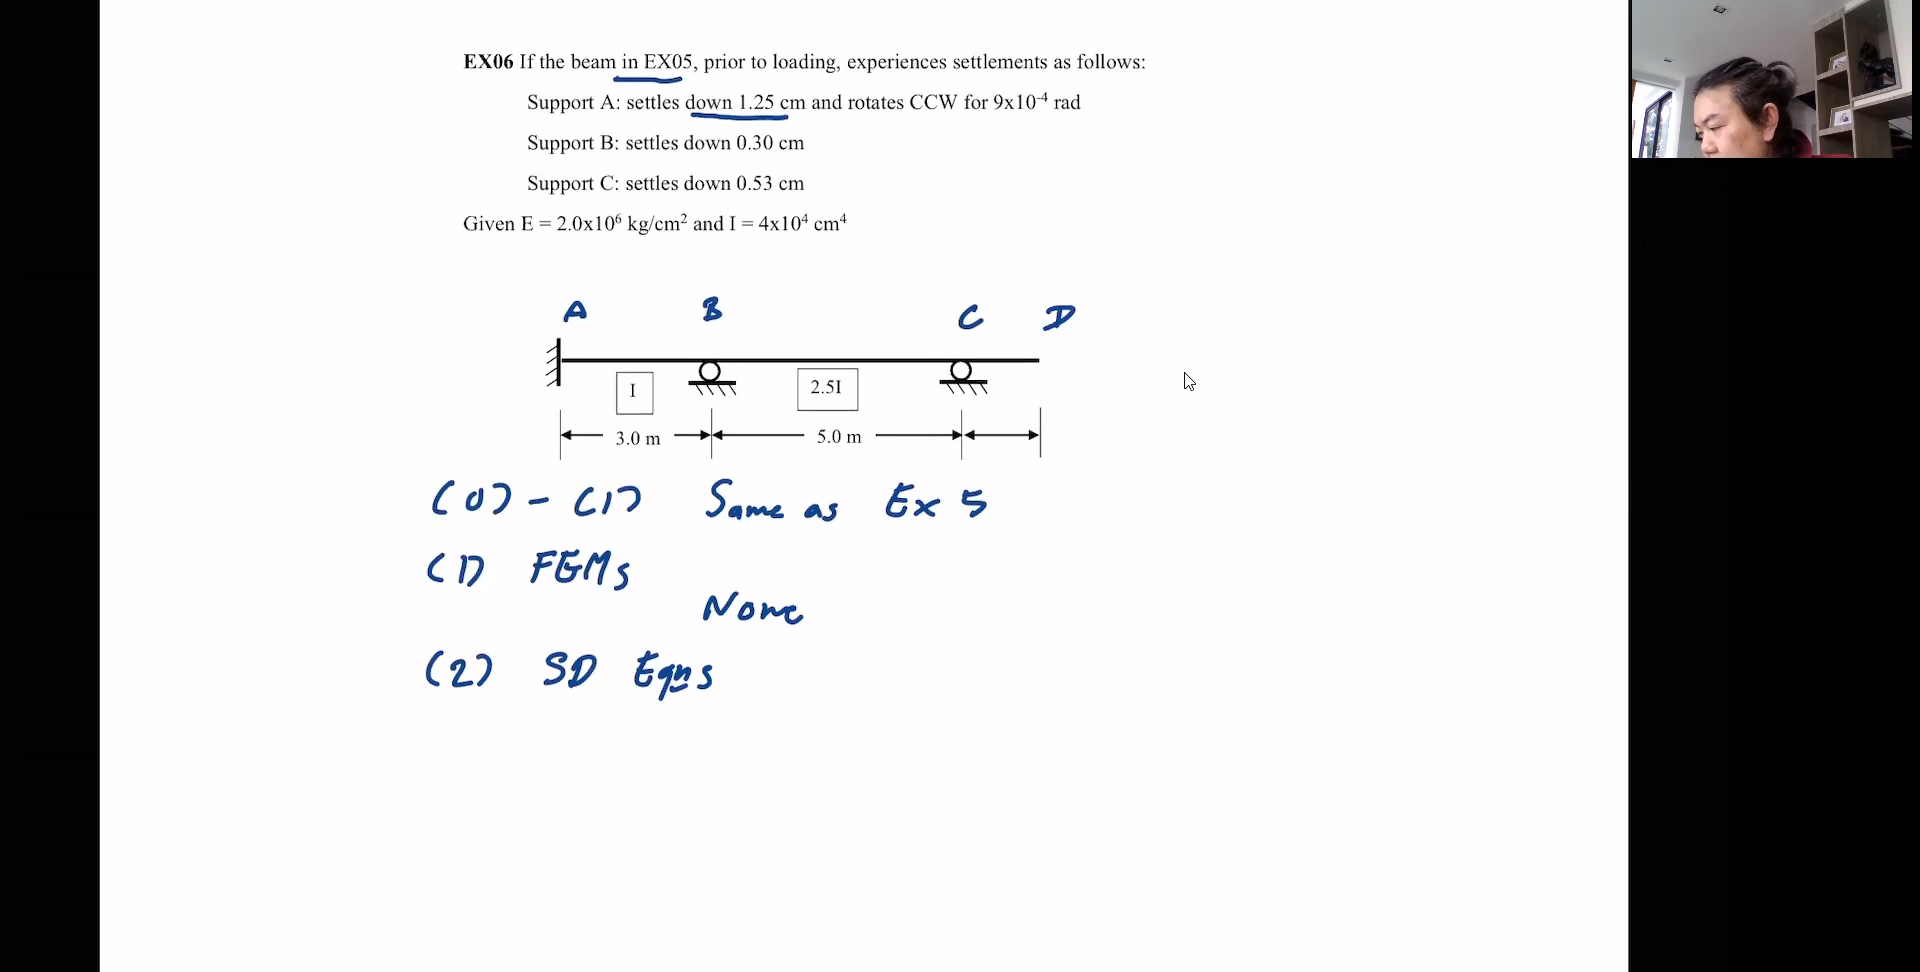 EX06 If the beam in EX05, prior to loading, experiences settlements as follows:
Support A: settles down 1.25 cm and rotates CCW for 9x10⁻⁴ rad
Support B: settles down 0.30 cm
Support C: settles down 0.53 cm
Given E = 2.0x10⁶ kg/cm² and I = 4x10⁴ cm⁴
A B C D
I 2.5I
3.0 m 5.0 m
(0) - (1) Same as Ex 5
(1) FEMs
None
(2) SD Eqns